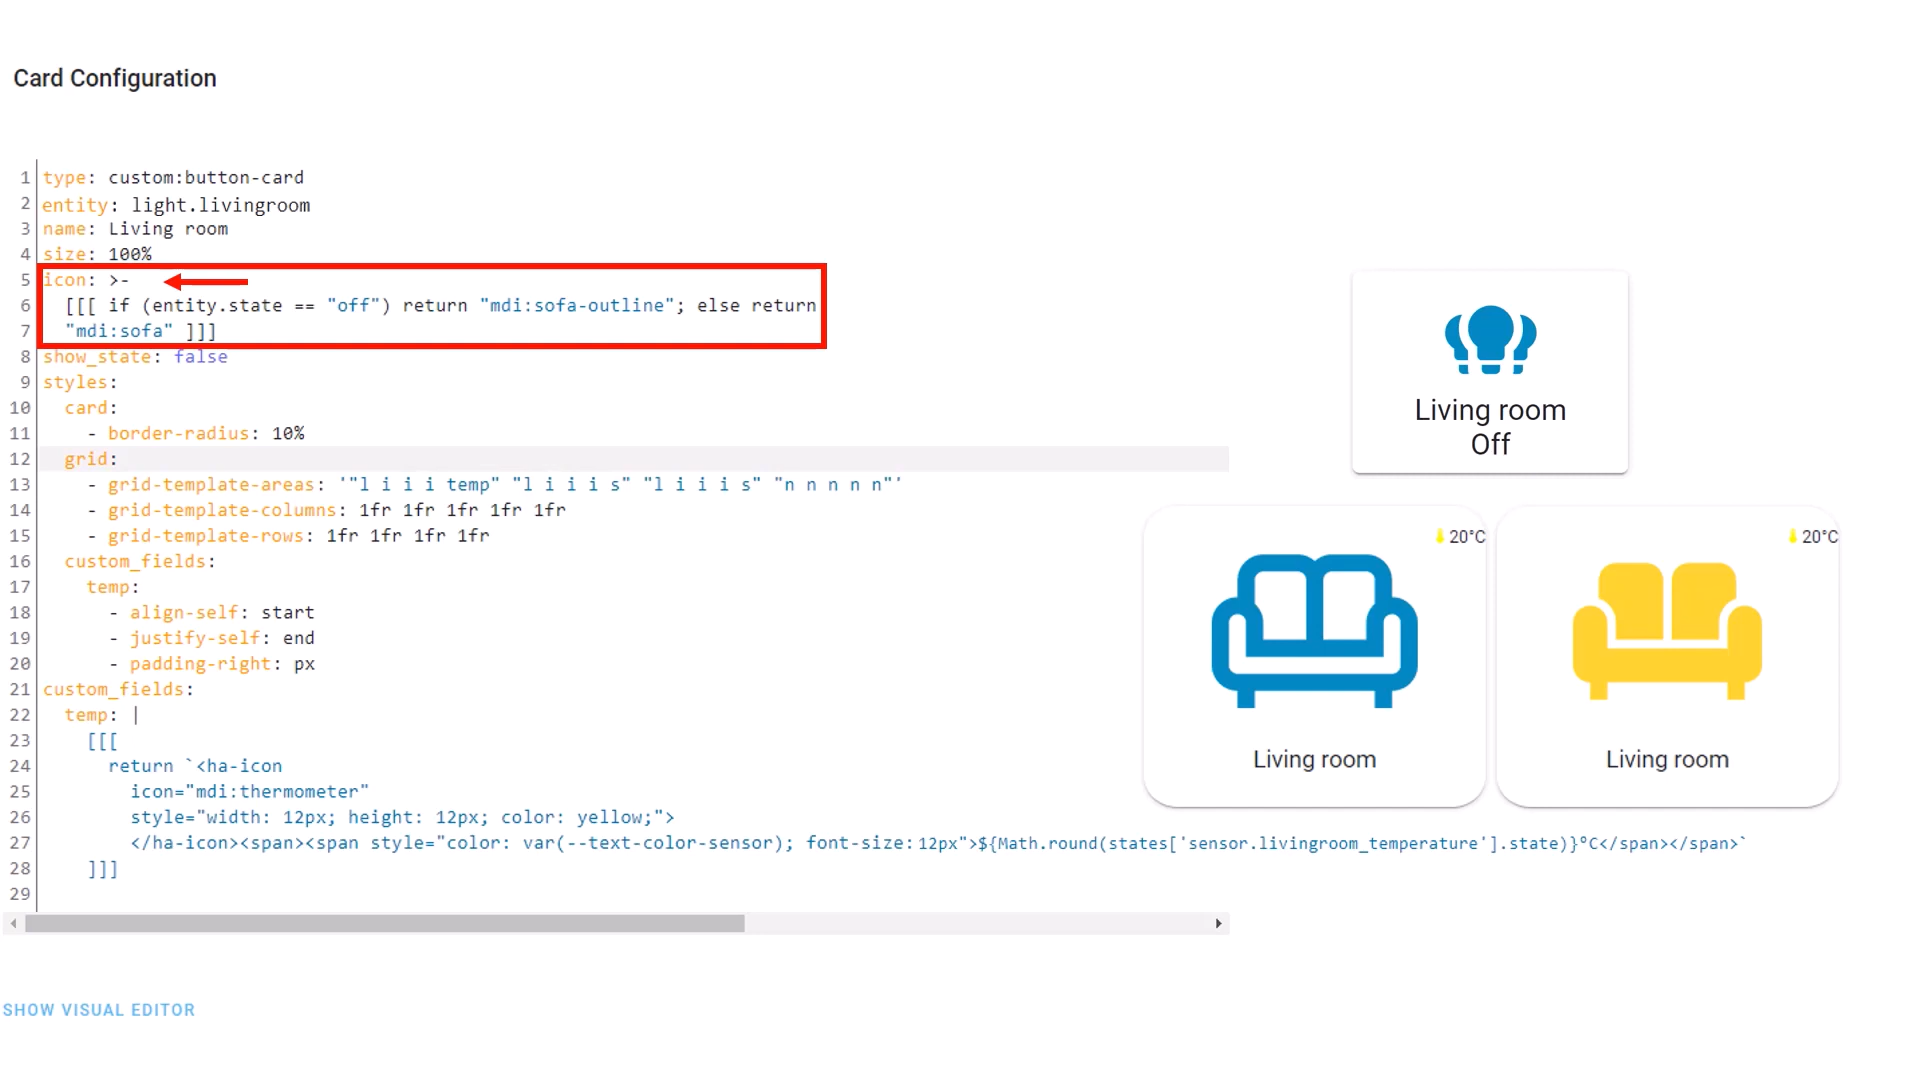 Card Configuration
1 type: custom:button-card
2 entity: light.livingroom
3 name: Living room
4 size: 100%
5 icon: >-
6   [[[ if (entity.state == "off") return "mdi:sofa-outline"; else return
7   "mdi:sofa" ]]]
8 show_state: false
9 styles:
10   card:
11     - border-radius: 10%
12   grid:
13     - grid-template-areas: '"l i i i temp" "l i i i s" "l i i i s" "n n n n n"'
14     - grid-template-columns: 1fr 1fr 1fr 1fr 1fr
15     - grid-template-rows: 1fr 1fr 1fr 1fr
16   custom_fields:
17     temp:
18       - align-self: start
19       - justify-self: end
20       - padding-right: px
21 custom_fields:
22   temp: |
23     [[[
24       return `<ha-icon
25         icon="mdi:thermometer"
26         style="width: 12px; height: 12px; color: yellow;">
27         </ha-icon><span><span style="color: var(--text-color-sensor); font-size: 12px">${Math.round(states['sensor.livingroom_temperature'].state)}°C</span></span>`
28     ]]]
29
Living room
Off
20°C
Living room
20°C
Living room
SHOW VISUAL EDITOR